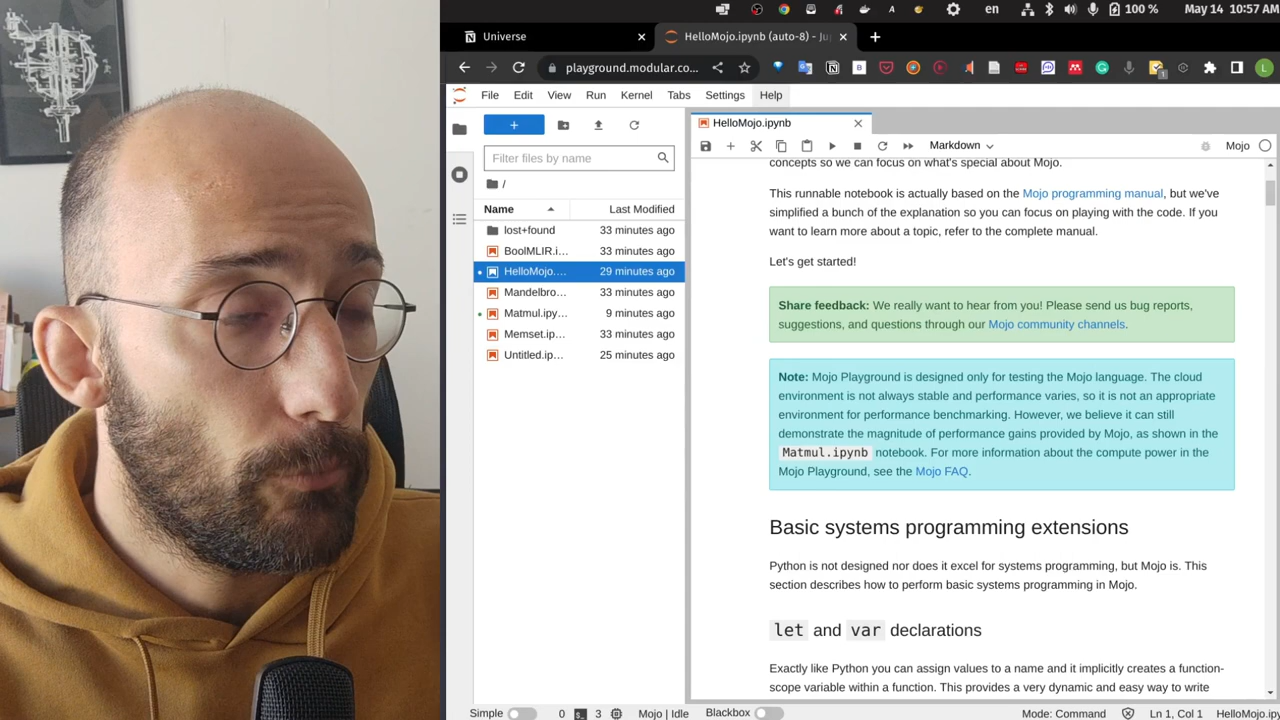 en
100 %
May 14 10:57 AM
Universe
HelloMojo.ipynb (auto-8) - Ju
playground.modular.co...
L
File Edit View Run Kernel Tabs Settings Help
+
HelloMojo.ipynb
Filter files by name
Markdown
Mojo
/
Name Last Modified
lost+found 33 minutes ago
BoolMLIR.i... 33 minutes ago
HelloMojo.... 29 minutes ago
Mandelbro... 33 minutes ago
Matmul.ipy... 9 minutes ago
Memset.ip... 33 minutes ago
Untitled.ip... 25 minutes ago
concepts so we can focus on what's special about Mojo.
This runnable notebook is actually based on the Mojo programming manual, but we've
simplified a bunch of the explanation so you can focus on playing with the code. If you
want to learn more about a topic, refer to the complete manual.
Let's get started!
Share feedback: We really want to hear from you! Please send us bug reports,
suggestions, and questions through our Mojo community channels.
Note: Mojo Playground is designed only for testing the Mojo language. The cloud
environment is not always stable and performance varies, so it is not an appropriate
environment for performance benchmarking. However, we believe it can still
demonstrate the magnitude of performance gains provided by Mojo, as shown in the
Matmul.ipynb notebook. For more information about the compute power in the
Mojo Playground, see the Mojo FAQ.
Basic systems programming extensions
Python is not designed nor does it excel for systems programming, but Mojo is. This
section describes how to perform basic systems programming in Mojo.
let and var declarations
Exactly like Python you can assign values to a name and it implicitly creates a function-
scope variable within a function. This provides a very dynamic and easy way to write
Simple 0 3 Mojo | Idle Blackbox Mode: Command Ln 1, Col 1 HelloMojo.ipy